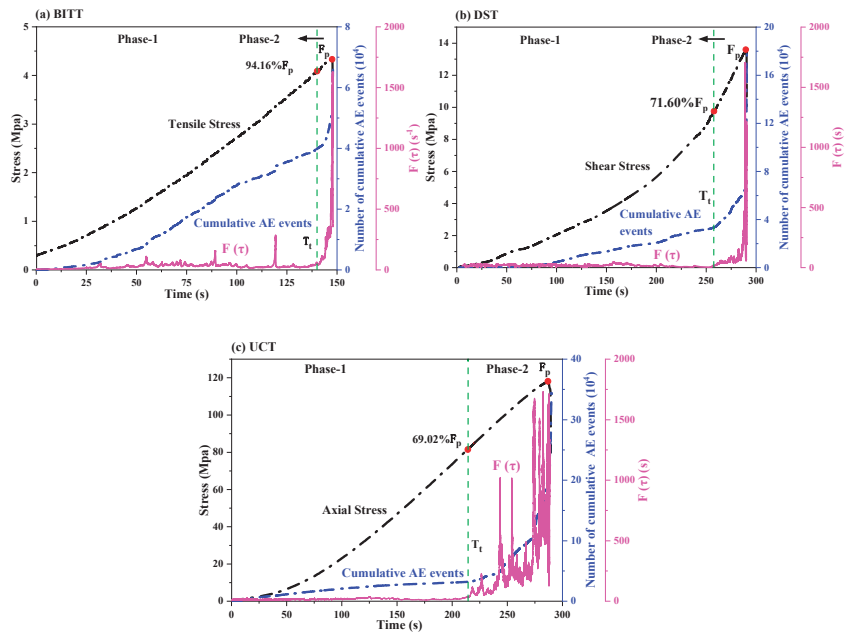 (a) BITT
Phase-1
Phase-2
Fₚ
94.16%Fₚ
Tensile Stress
Cumulative AE events
F (τ)
Tₜ
Stress (Mpa)
0
1
2
3
4
5
0
25
50
75
100
125
150
Time (s)
0
1
2
3
4
5
6
7
8
Number of cumulative AE events (10⁴)
0
500
1000
1500
2000
F (τ) (s⁻¹)
(b) DST
Phase-1
Phase-2
Fₚ
71.60%Fₚ
Shear Stress
Tₜ
Cumulative AE
events
F (τ)
Stress (Mpa)
0
2
4
6
8
10
12
14
0
50
100
150
200
250
300
Time (s)
0
4
8
12
16
20
Number of cumulative AE events (10⁴)
0
500
1000
1500
2000
F (τ) (s)
(c) UCT
Phase-1
Phase-2
Fₚ
69.02%Fₚ
F (τ)
Axial Stress
Tₜ
Cumulative AE events
Stress (Mpa)
0
20
40
60
80
100
120
0
50
100
150
200
250
300
Time (s)
0
10
20
30
40
Number of cumulative AE events (10⁴)
0
500
1000
1500
2000
F (τ) (s)